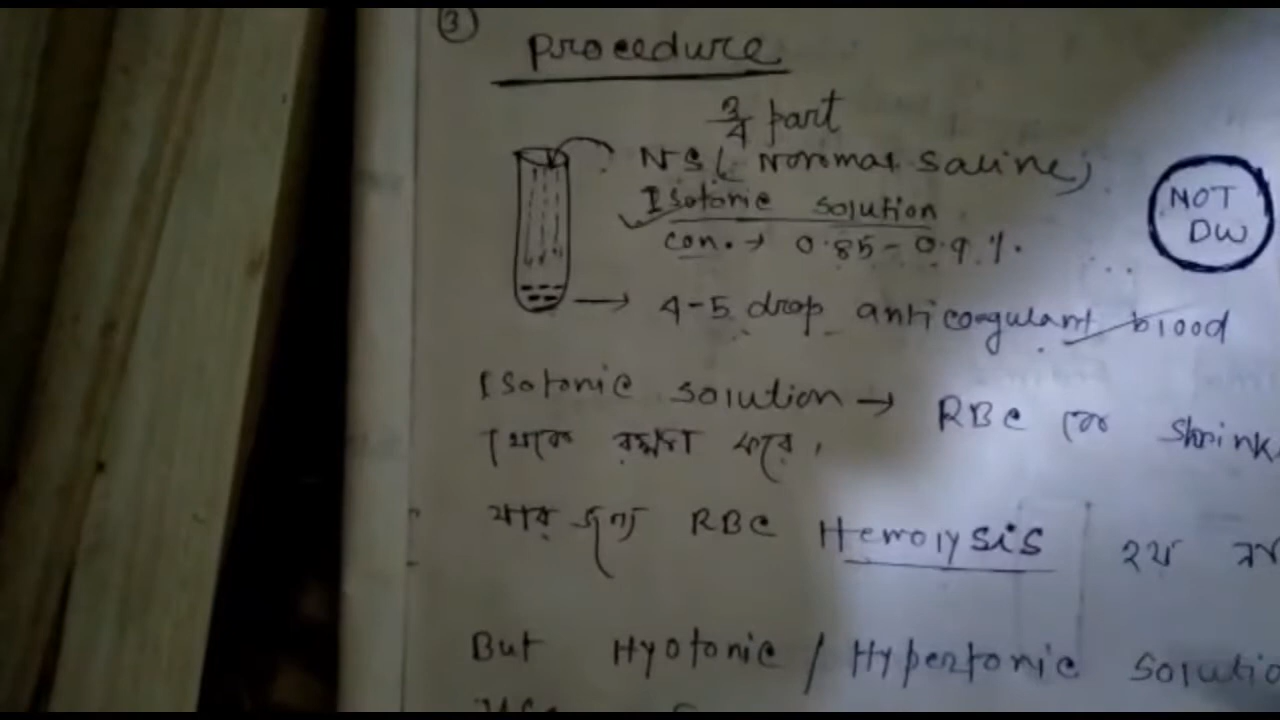 ③
Procedure
3/4 part
NS (Normal Saline)
Isotonic solution
con. → 0.85 - 0.9 %.
NOT
DW
→ 4-5 drop anticoagulant blood
Isotonic solution → RBC কে Shrink
থেকে রক্ষা করে।
যার জন্য RBC Hemolysis হয় না
But Hyotonic / Hypertonic Solutio